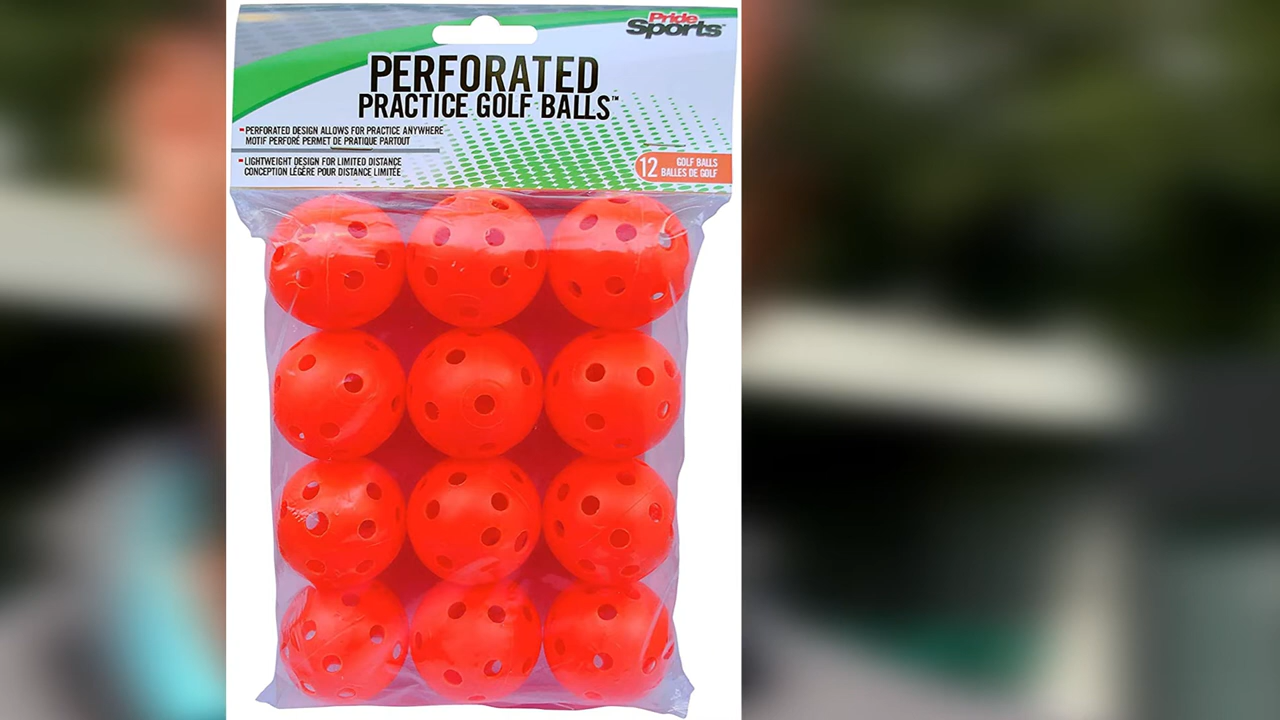 Pride
Sports™
PERFORATED
PRACTICE GOLF BALLS™
PERFORATED DESIGN ALLOWS FOR PRACTICE ANYWHERE
MOTIF PERFORÉ PERMET DE PRATIQUE PARTOUT
LIGHTWEIGHT DESIGN FOR LIMITED DISTANCE
CONCEPTION LÉGÈRE POUR DISTANCE LIMITÉE
12 GOLF BALLS
BALLES DE GOLF